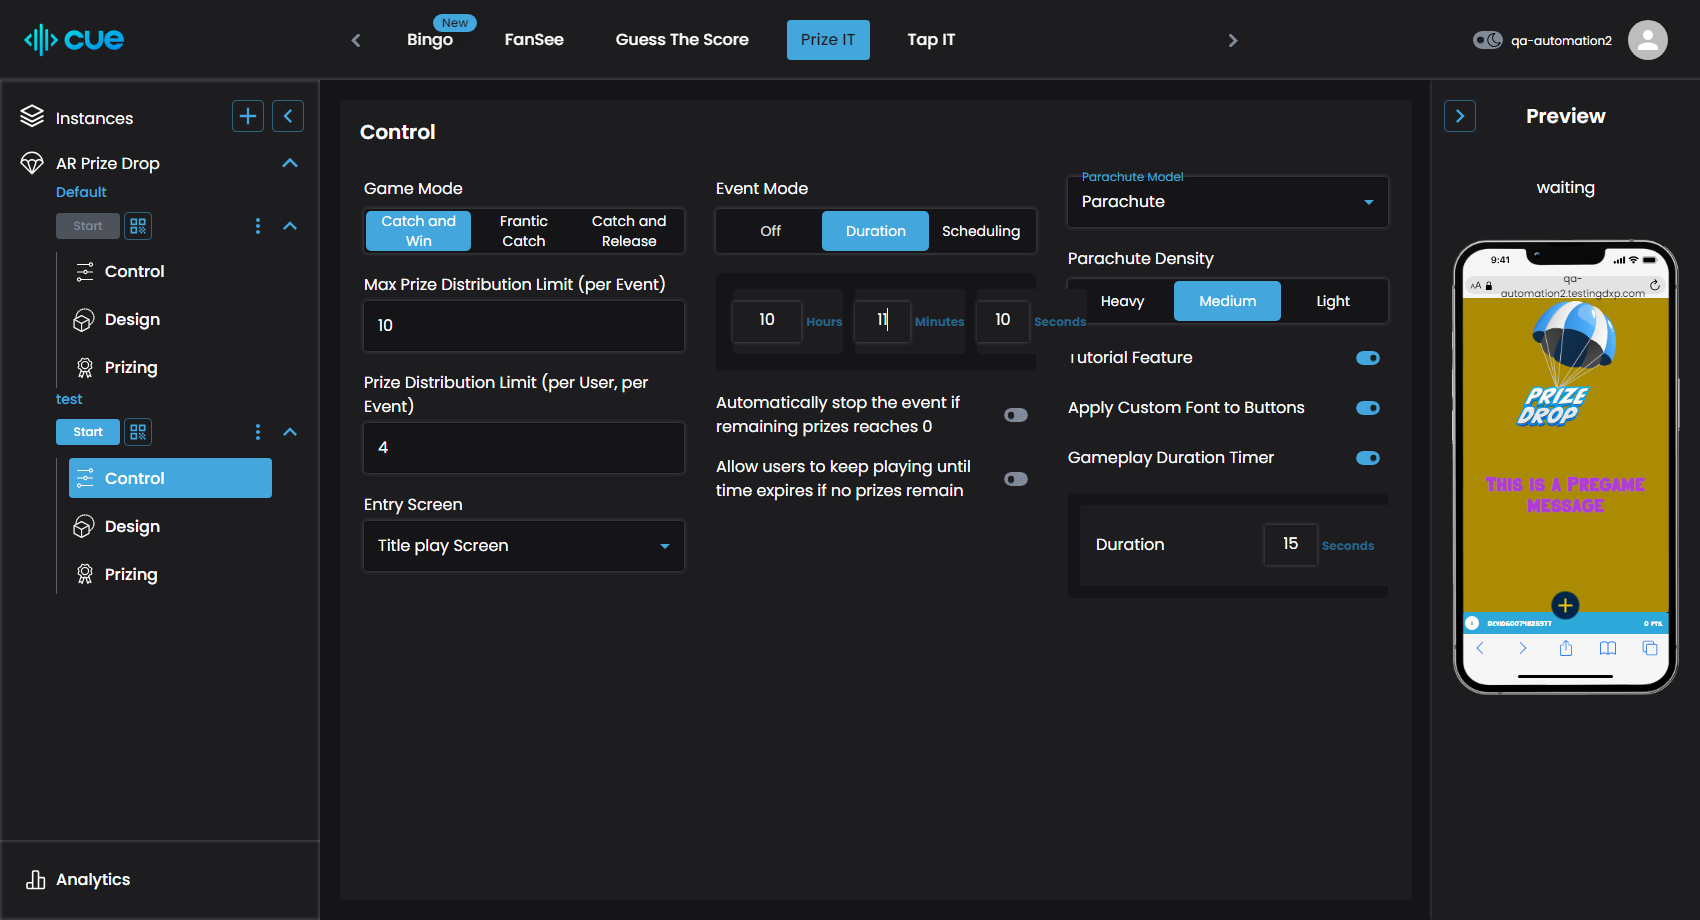 cue
New
Bingo
FanSee
Guess The Score
Prize IT
Tap IT
qa-automation2
Instances
AR Prize Drop
Default
Start
Control
Design
Prizing
test
Start
Control
Design
Prizing
Analytics
Control
Game Mode
Catch and
Win
Frantic
Catch
Catch and
Release
Max Prize Distribution Limit (per Event)
10
Prize Distribution Limit (per User, per
Event)
4
Entry Screen
Title play Screen
Event Mode
Off
Duration
Scheduling
10 Hours
11 Minutes
10 Seconds
Automatically stop the event if
remaining prizes reaches 0
Allow users to keep playing until
time expires if no prizes remain
Parachute Model
Parachute
Parachute Density
Heavy
Medium
Light
Tutorial Feature
Apply Custom Font to Buttons
Gameplay Duration Timer
Duration
15 Seconds
Preview
waiting
9:41
AA
qa-
automation2.testingdxp.com
PRIZE
DROP
THIS IS A PREGAME
MESSAGE
0 PTS.